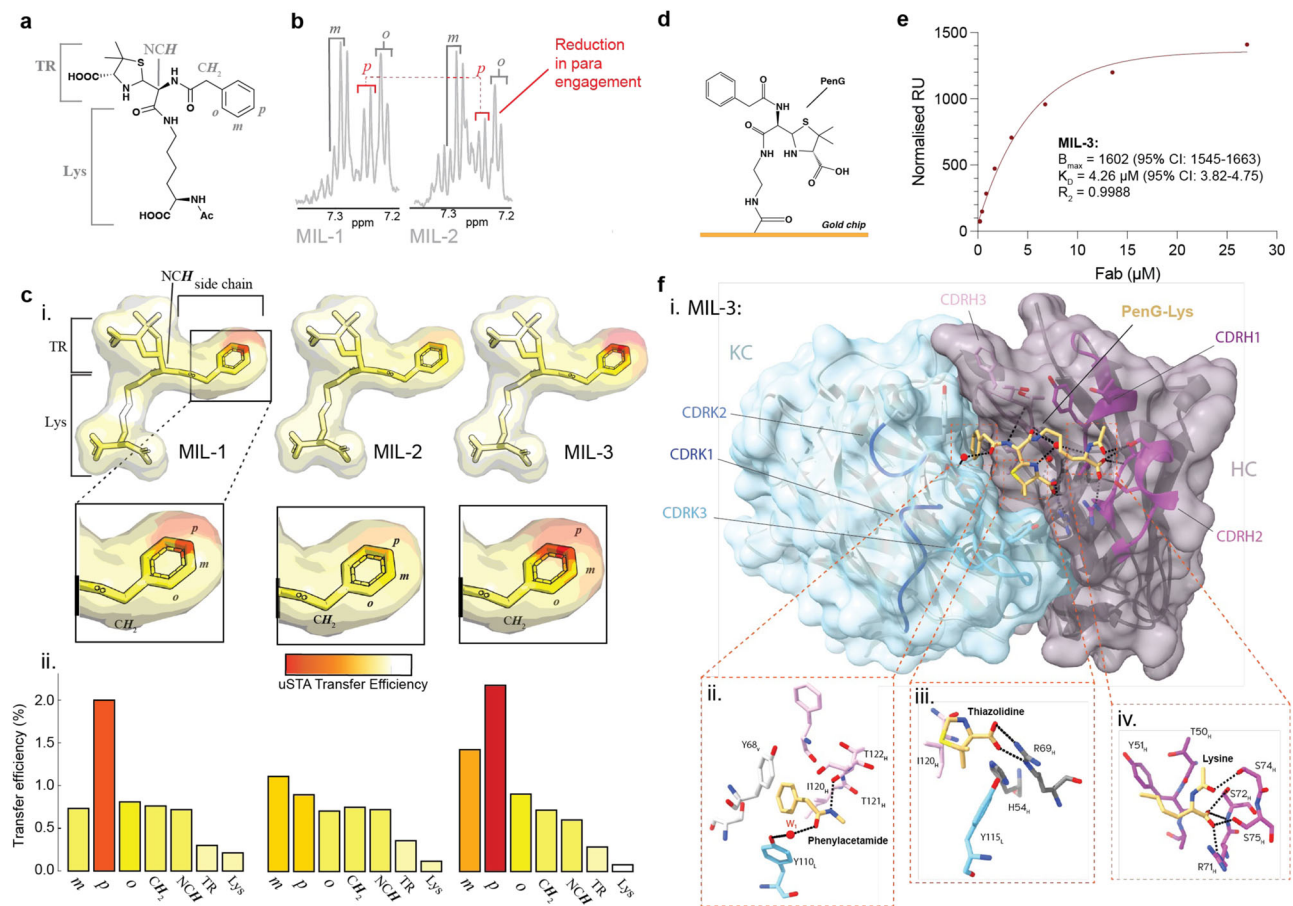 a
TR
Lys
HOOC
S
N
H
NCH
H
N
CH2
O
o
m
p
O
NH
HOOC
N
H
Ac
b
m
p
o
m
p
o
Reduction
in para
engagement
7.3
ppm
7.2
7.3
ppm
7.2
MIL-1
MIL-2
c
i.
NCH
side chain
TR
Lys
MIL-1
MIL-2
MIL-3
p
m
o
CH2
p
m
o
CH2
p
m
o
CH2
uSTA Transfer Efficiency
ii.
Transfer efficiency (%)
2.0
1.5
1.0
0.5
0.0
m
p
o
CH2
NCH
TR
Lys
m
p
o
CH2
NCH
TR
Lys
m
p
o
CH2
NCH
TR
Lys
d
PenG
O
NH
S
O
NH
HN
O
OH
HN
O
Gold chip
e
Normalised RU
1500
1000
500
0
0
5
10
15
20
25
30
Fab (µM)
MIL-3:
Bmax = 1602 (95% CI: 1545-1663)
KD = 4.26 µM (95% CI: 3.82-4.75)
R2 = 0.9988
f
i. MIL-3:
CDRH3
PenG-Lys
CDRH1
KC
CDRK2
CDRK1
CDRK3
HC
CDRH2
ii.
Y68v
T122H
I120H
T121H
W1
Phenylacetamide
Y110L
iii.
Thiazolidine
R69H
I120H
H54H
Y115L
iv.
T50H
Y51H
Lysine
S74H
S72H
S75H
R71H